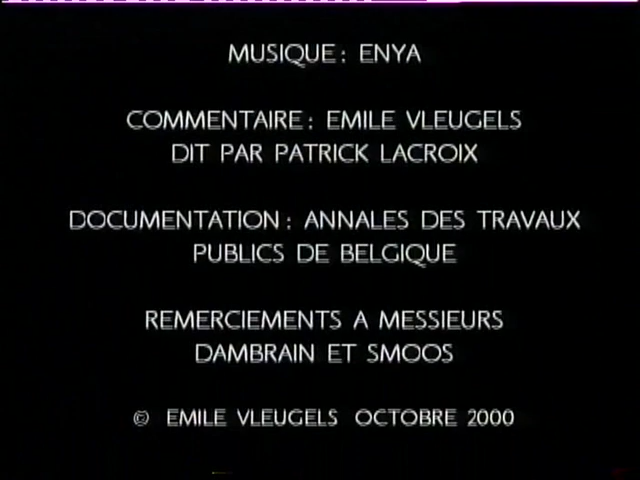 MUSIQUE : ENYA
COMMENTAIRE : EMILE VLEUGELS
DIT PAR PATRICK LACROIX
DOCUMENTATION : ANNALES DES TRAVAUX
PUBLICS DE BELGIQUE
REMERCIEMENTS A MESSIEURS
DAMBRAIN ET SMOOS
© EMILE VLEUGELS OCTOBRE 2000